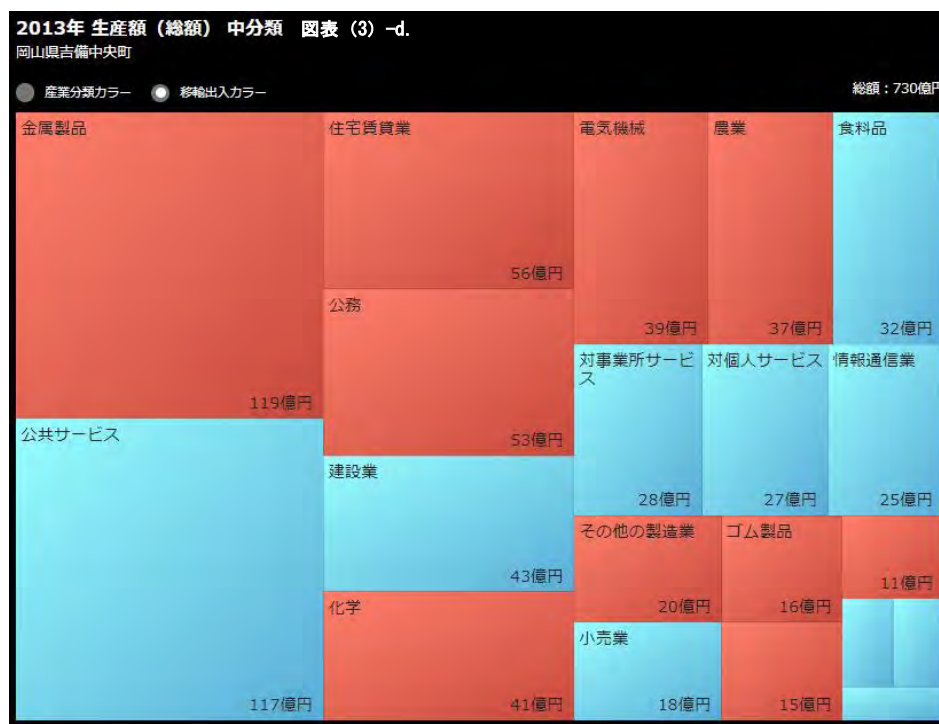 2013年 生産額（総額） 中分類 図表（3）-d.
岡山県吉備中央町
産業分類カラー 移輸出入カラー
総額：730億円
金属製品
119億円
公共サービス
117億円
住宅賃貸業
56億円
公務
53億円
建設業
43億円
化学
41億円
電気機械
39億円
農業
37億円
食料品
32億円
対事業所サービ
ス
28億円
対個人サービス
27億円
情報通信業
25億円
その他の製造業
20億円
ゴム製品
16億円
11億円
小売業
18億円
15億円